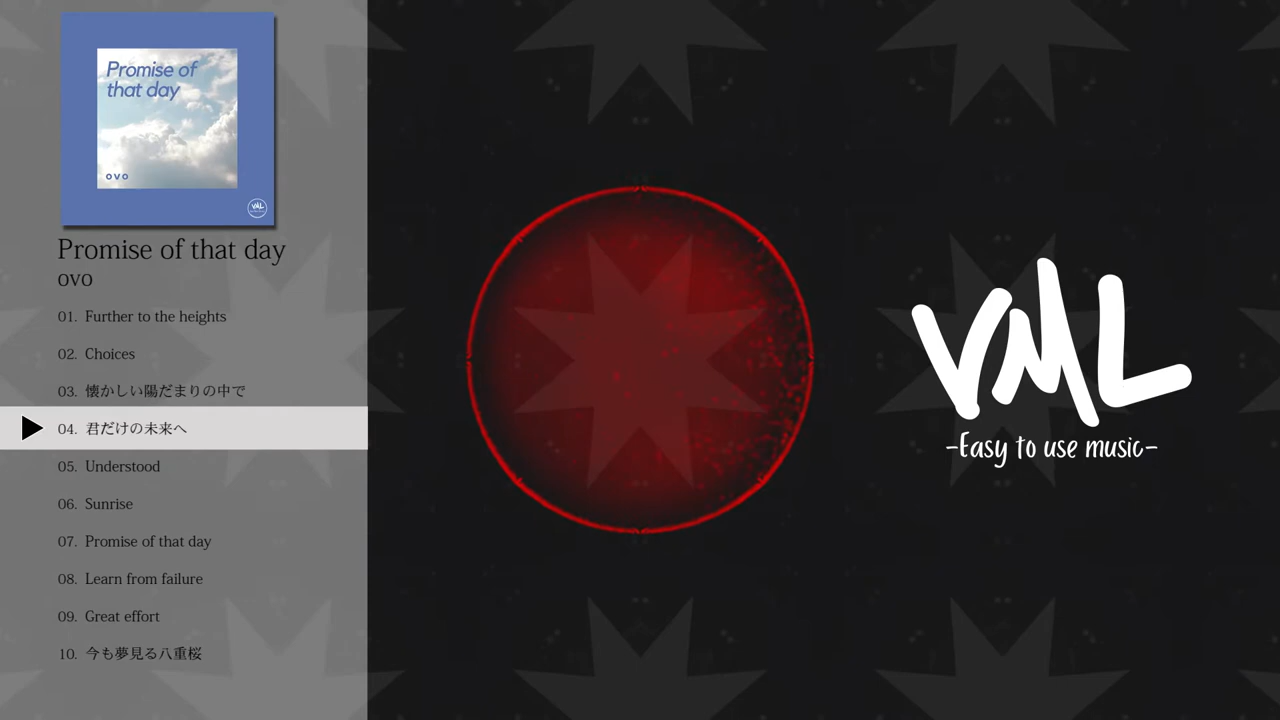 Promise of
that day
ovo
VML
Promise of that day
ovo
01. Further to the heights
02. Choices
03. 懐かしい陽だまりの中で
04. 君だけの未来へ
05. Understood
06. Sunrise
07. Promise of that day
08. Learn from failure
09. Great effort
10. 今も夢見る八重桜
VML
-Easy to use music-